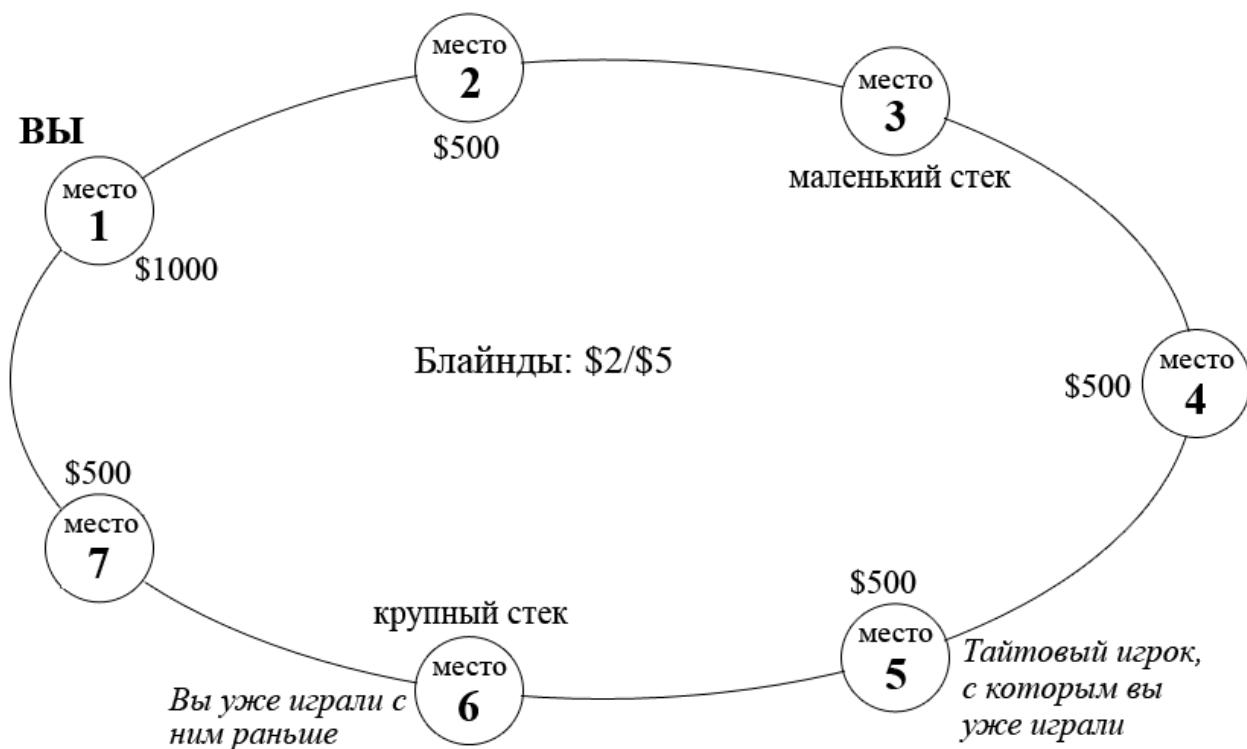 место
2
$500
место
3
маленький стек
ВЫ
место
1
$1000
Блайнды: $2/$5
место
4
$500
$500
место
7
крупный стек
место
6
Вы уже играли с
ним раньше
$500
место
5
Тайтовый игрок,
с которым вы
уже играли